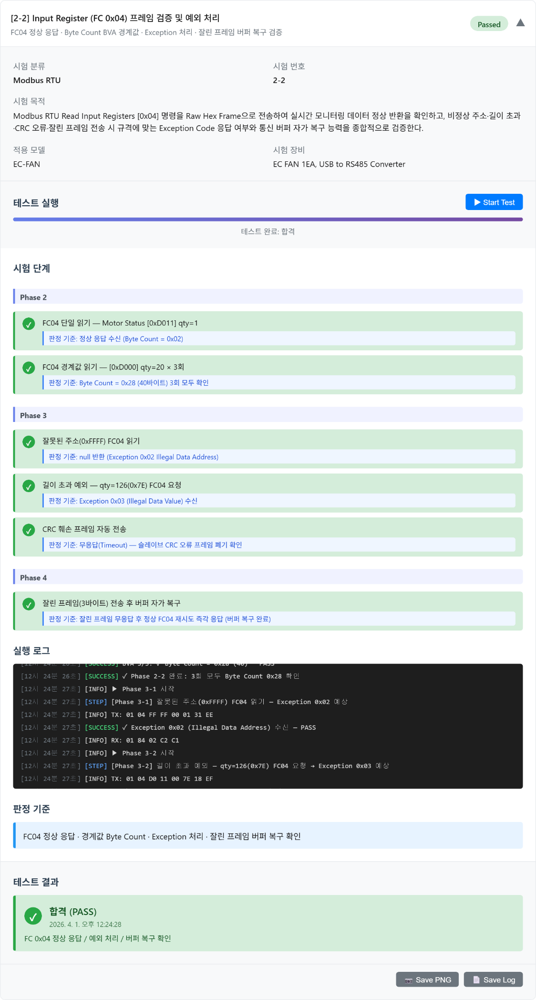 [2-2] Input Register (FC 0x04) 프레임 검증 및 예외 처리
FC04 정상 응답 · Byte Count BVA 경계값 · Exception 처리 · 잘린 프레임 버퍼 복구 검증
Passed ▲
시험 분류
Modbus RTU
시험 번호
2-2
시험 목적
Modbus RTU Read Input Registers [0x04] 명령을 Raw Hex Frame으로 전송하여 실시간 모니터링 데이터 정상 반환을 확인하고, 비정상 주소·길이 초과
·CRC 오류·잘린 프레임 전송 시 규격에 맞는 Exception Code 응답 여부와 통신 버퍼 자가 복구 능력을 종합적으로 검증한다.
적용 모델
EC-FAN
시험 장비
EC FAN 1EA, USB to RS485 Converter
테스트 실행
▶ Start Test
테스트 완료: 합격
시험 단계
Phase 2
✓ FC04 단일 읽기 — Motor Status [0xD011] qty=1
판정 기준: 정상 응답 수신 (Byte Count = 0x02)
✓ FC04 경계값 읽기 — [0xD000] qty=20 × 3회
판정 기준: Byte Count = 0x28 (40바이트) 3회 모두 확인
Phase 3
✓ 잘못된 주소(0xFFFF) FC04 읽기
판정 기준: null 반환 (Exception 0x02 Illegal Data Address)
✓ 길이 초과 예외 — qty=126(0x7E) FC04 요청
판정 기준: Exception 0x03 (Illegal Data Value) 수신
✓ CRC 훼손 프레임 자동 전송
판정 기준: 무응답(Timeout) — 슬레이브 CRC 오류 프레임 폐기 확인
Phase 4
✓ 잘린 프레임(3바이트) 전송 후 버퍼 자가 복구
판정 기준: 잘린 프레임 무응답 후 정상 FC04 재시도 즉각 응답 (버퍼 복구 완료)
실행 로그
[12시 24분 26초] [SUCCESS] BVA 3/3: ✓ Byte Count = 0x28 (40) — PASS
[12시 24분 26초] [SUCCESS] ✓ Phase 2-2 완료: 3회 모두 Byte Count 0x28 확인
[12시 24분 27초] [INFO] ▶ Phase 3-1 시작
[12시 24분 27초] [STEP] [Phase 3-1] 잘못된 주소(0xFFFF) FC04 읽기 — Exception 0x02 예상
[12시 24분 27초] [INFO] TX: 01 04 FF FF 00 01 31 EE
[12시 24분 27초] [SUCCESS] ✓ Exception 0x02 (Illegal Data Address) 수신 — PASS
[12시 24분 27초] [INFO] RX: 01 84 02 C2 C1
[12시 24분 27초] [INFO] ▶ Phase 3-2 시작
[12시 24분 27초] [STEP] [Phase 3-2] 길이 초과 예외 — qty=126(0x7E) FC04 요청 → Exception 0x03 예상
[12시 24분 27초] [INFO] TX: 01 04 D0 11 00 7E 18 EF
판정 기준
FC04 정상 응답 · 경계값 Byte Count · Exception 처리 · 잘린 프레임 버퍼 복구 확인
테스트 결과
✓ 합격 (PASS)
2026. 4. 1. 오후 12:24:28
FC 0x04 정상 응답 / 예외 처리 / 버퍼 복구 확인
Save PNG
Save Log